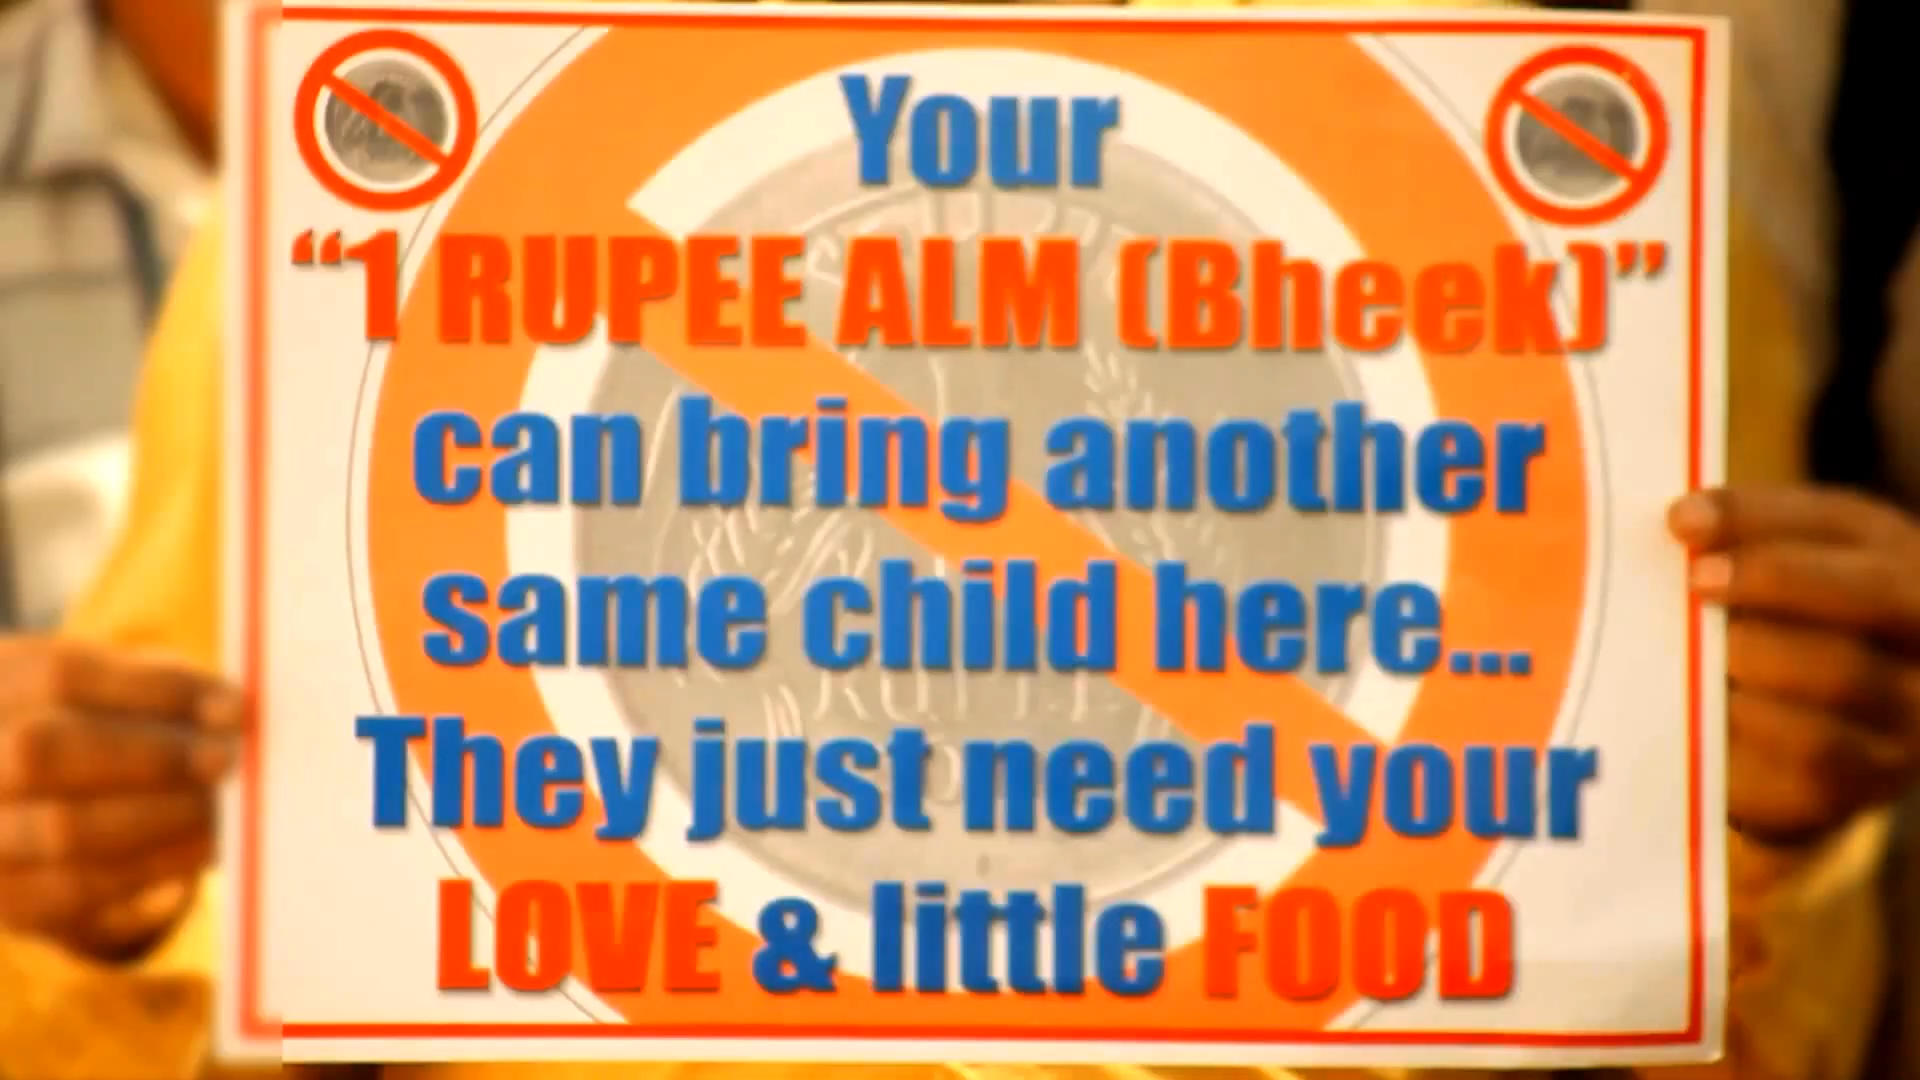 Your
“1 RUPEE ALM (Bheek)”
can bring another
same child here...
They just need your
LOVE & little FOOD